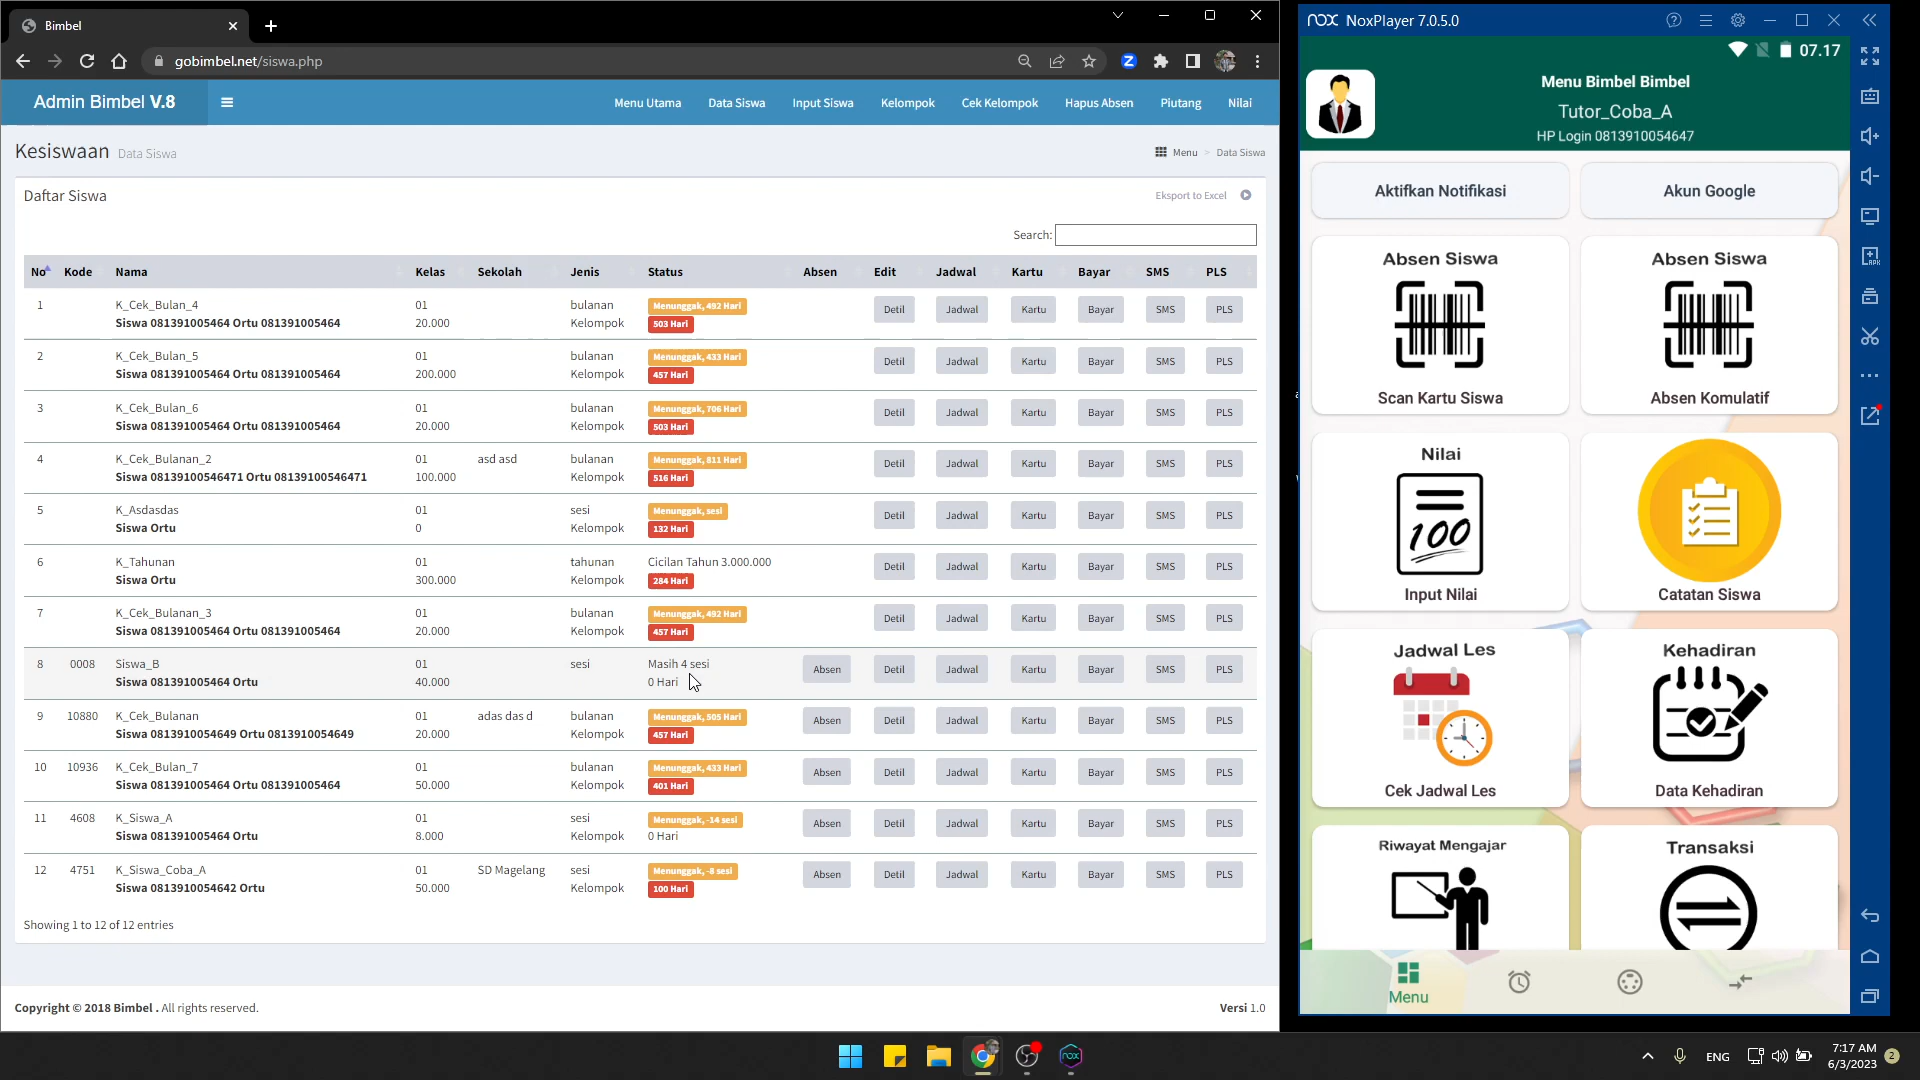 Bimbel
gobimbel.net/siswa.php
Admin Bimbel V.8
Menu Utama Data Siswa Input Siswa Kelompok Cek Kelompok Hapus Absen Piutang Nilai
Kesiswaan Data Siswa
Menu > Data Siswa
Daftar Siswa
Eksport to Excel
Search:
No Kode Nama Kelas Sekolah Jenis Status Absen Edit Jadwal Kartu Bayar SMS PLS
1 K_Cek_Bulan_4 01 bulanan Menunggak, 492 Hari Detil Jadwal Kartu Bayar SMS PLS
Siswa 081391005464 Ortu 081391005464 20.000 Kelompok 503 Hari
2 K_Cek_Bulan_5 01 bulanan Menunggak, 433 Hari Detil Jadwal Kartu Bayar SMS PLS
Siswa 081391005464 Ortu 081391005464 200.000 Kelompok 457 Hari
3 K_Cek_Bulan_6 01 bulanan Menunggak, 706 Hari Detil Jadwal Kartu Bayar SMS PLS
Siswa 081391005464 Ortu 081391005464 20.000 Kelompok 503 Hari
4 K_Cek_Bulanan_2 01 asd asd bulanan Menunggak, 811 Hari Detil Jadwal Kartu Bayar SMS PLS
Siswa 08139100546471 Ortu 08139100546471 100.000 Kelompok 516 Hari
5 K_Asdasdas 01 sesi Menunggak, sesi Detil Jadwal Kartu Bayar SMS PLS
Siswa Ortu 0 Kelompok 132 Hari
6 K_Tahunan 01 tahunan Cicilan Tahun 3.000.000 Detil Jadwal Kartu Bayar SMS PLS
Siswa Ortu 300.000 Kelompok 284 Hari
7 K_Cek_Bulanan_3 01 bulanan Menunggak, 492 Hari Detil Jadwal Kartu Bayar SMS PLS
Siswa 081391005464 Ortu 081391005464 20.000 Kelompok 457 Hari
8 0008 Siswa_B 01 sesi Masih 4 sesi Absen Detil Jadwal Kartu Bayar SMS PLS
Siswa 081391005464 Ortu 40.000 0 Hari
9 10880 K_Cek_Bulanan 01 adas das d bulanan Menunggak, 505 Hari Absen Detil Jadwal Kartu Bayar SMS PLS
Siswa 0813910054649 Ortu 0813910054649 20.000 Kelompok 457 Hari
10 10936 K_Cek_Bulan_7 01 bulanan Menunggak, 433 Hari Absen Detil Jadwal Kartu Bayar SMS PLS
Siswa 081391005464 Ortu 081391005464 50.000 Kelompok 401 Hari
11 4608 K_Siswa_A 01 sesi Menunggak, -14 sesi Absen Detil Jadwal Kartu Bayar SMS PLS
Siswa 081391005464 Ortu 8.000 Kelompok 0 Hari
12 4751 K_Siswa_Coba_A 01 SD Magelang sesi Menunggak, -8 sesi Absen Detil Jadwal Kartu Bayar SMS PLS
Siswa 0813910054642 Ortu 50.000 Kelompok 100 Hari
Showing 1 to 12 of 12 entries
Copyright © 2018 Bimbel . All rights reserved.
Versi 1.0
nox NoxPlayer 7.0.5.0
07.17
Menu Bimbel Bimbel
Tutor_Coba_A
HP Login 0813910054647
Aktifkan Notifikasi Akun Google
Absen Siswa Absen Siswa
Scan Kartu Siswa Absen Komulatif
Nilai
100
Input Nilai Catatan Siswa
Jadwal Les Kehadiran
Cek Jadwal Les Data Kehadiran
Riwayat Mengajar Transaksi
Menu
ENG
7:17 AM
6/3/2023
2